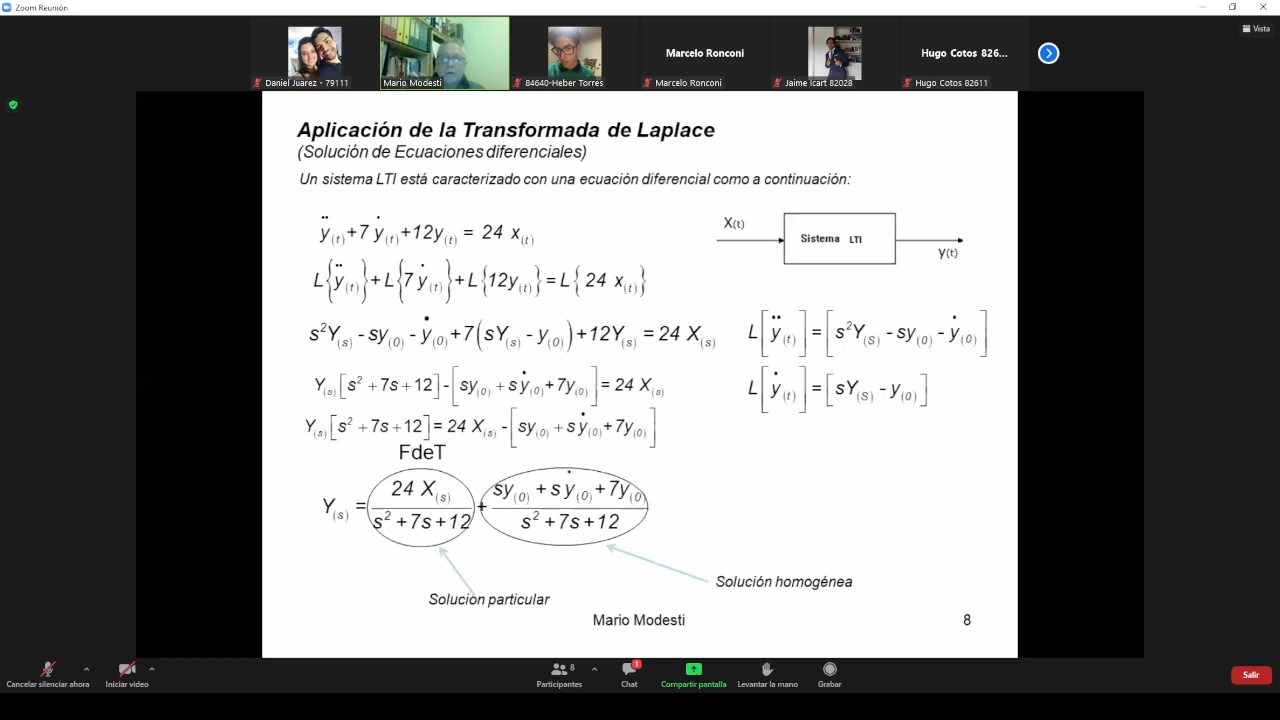 Zoom Reunión
Vista
Daniel Juarez - 79111
Mario Modesti
84640-Heber Torres
Marcelo Ronconi
Marcelo Ronconi
Jaime Icart 82028
Hugo Cotos 826...
Hugo Cotos 82611
Aplicación de la Transformada de Laplace
(Solución de Ecuaciones diferenciales)
Un sistema LTI está caracterizado con una ecuación diferencial como a continuación:
ÿ(t)+7 ẏ(t)+12y(t) = 24 x(t)
X(t)
Sistema LTI
y(t)
L{ÿ(t)}+L{7 ẏ(t)}+L{12y(t)}=L{ 24 x(t)}
s²Y(s) - sy(0) - ẏ(0) +7(sY(s) - y(0))+12Y(s) = 24 X(s)
L[ÿ(t)]=[s²Y(S) - sy(0) - ẏ(0)]
Y(s)[s² +7s+12]-[sy(0) +s ẏ(0)+7y(0)]= 24 X(s)
L[ẏ(t)]=[sY(S) - y(0)]
Y(s)[s² +7s+12]= 24 X(s) -[sy(0) +s ẏ(0)+7y(0)]
FdeT
Y(s) = 24 X(s) / s² +7s+12 + sy(0) +s ẏ(0) +7y(0) / s² +7s+12
Solución homogénea
Solucion particular
Mario Modesti
8
Cancelar silenciar ahora
Iniciar video
8
Participantes
1
Chat
Compartir pantalla
Levantar la mano
Grabar
Salir